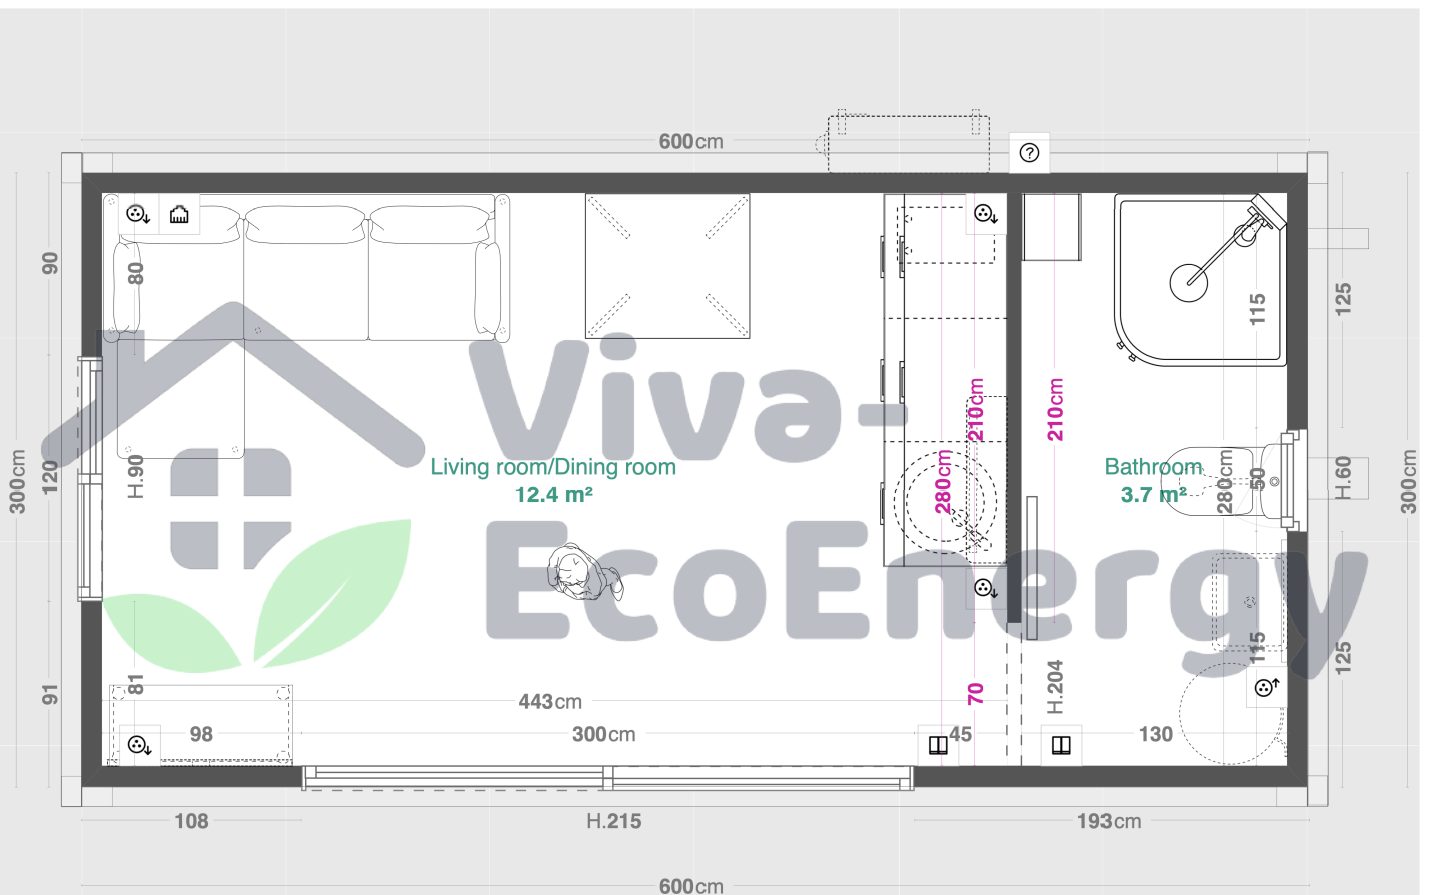 600cm
?
90
80
115
125
210cm
210cm
Viva-
300cm
120
H.90
Living room/Dining room
12.4 m²
280cm
Bathroom
3.7 m²
280cm
50
H.60
300cm
EcoEnergy
91
81
115
125
443cm
70
H.204
98
300cm
45
130
108
H.215
193cm
600cm